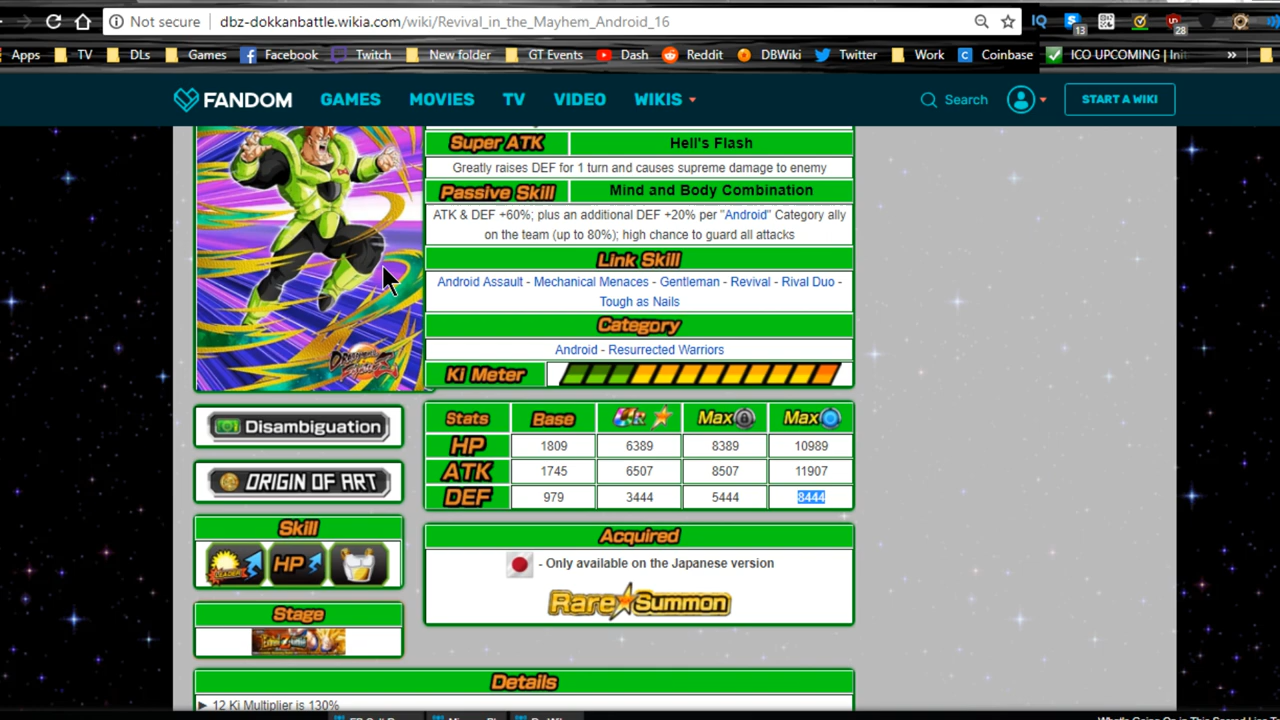 Not secure dbz-dokkanbattle.wikia.com/wiki/Revival_in_the_Mayhem_Android_16
IQ 13 28
Apps TV DLs Games Facebook Twitch New folder GT Events Dash Reddit DBWiki Twitter Work Coinbase ICO UPCOMING | Init »
FANDOM GAMES MOVIES TV VIDEO WIKIS Search START A WIKI
Super ATK Hell's Flash
Greatly raises DEF for 1 turn and causes supreme damage to enemy
Passive Skill Mind and Body Combination
ATK & DEF +60%; plus an additional DEF +20% per "Android" Category ally
on the team (up to 80%); high chance to guard all attacks
Link Skill
Android Assault - Mechanical Menaces - Gentleman - Revival - Rival Duo -
Tough as Nails
Category
Android - Resurrected Warriors
Ki Meter
Stats Base Max Max
HP 1809 6389 8389 10989
ATK 1745 6507 8507 11907
DEF 979 3444 5444 8444
Disambiguation
ORIGIN OF ART
Skill
LEADER HP
Stage
Acquired
- Only available on the Japanese version
Rare Summon
Details
► 12 Ki Multiplier is 130%